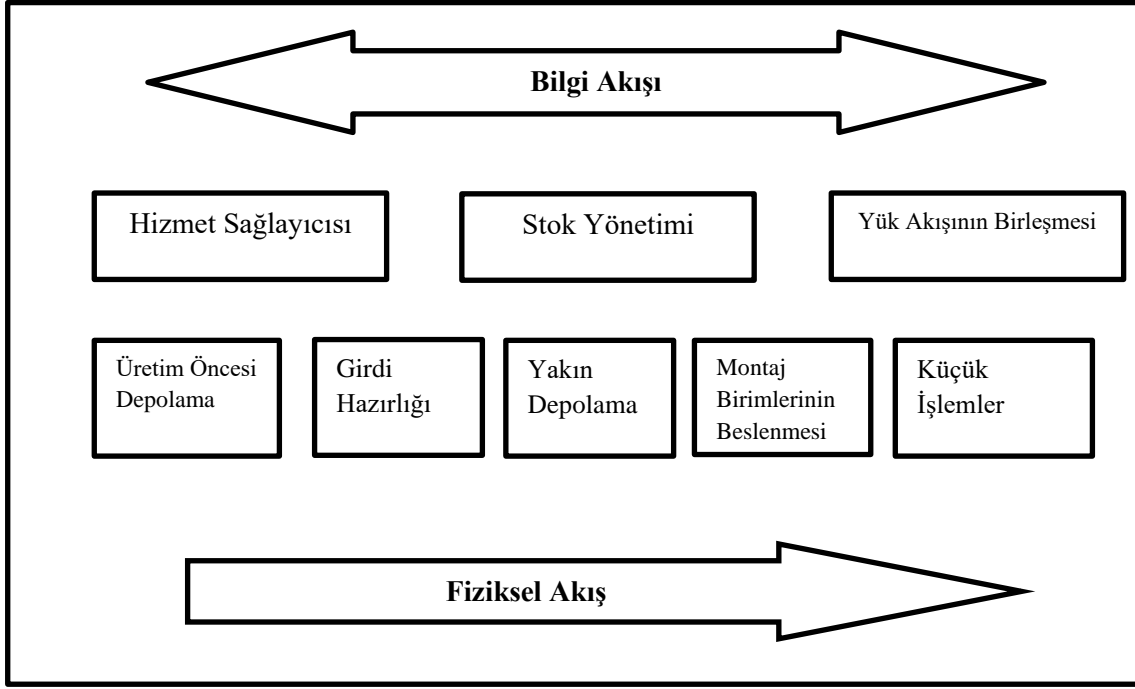 Bilgi Akışı
Hizmet Sağlayıcısı
Stok Yönetimi
Yük Akışının Birleşmesi
Üretim Öncesi
Depolama
Girdi
Hazırlığı
Yakın
Depolama
Montaj
Birimlerinin
Beslenmesi
Küçük
İşlemler
Fiziksel Akış